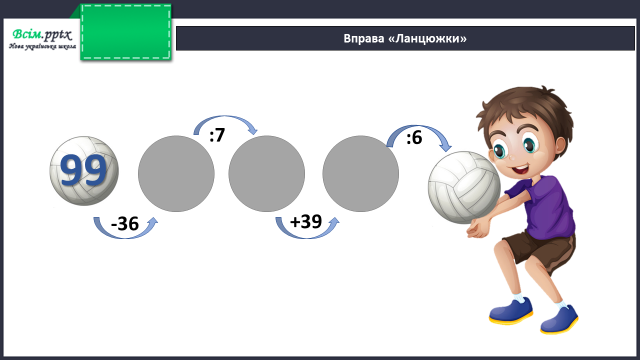 Всім.pptx
Нова українська школа
Вправа «Ланцюжки»
:7
:6
99
-36
+39